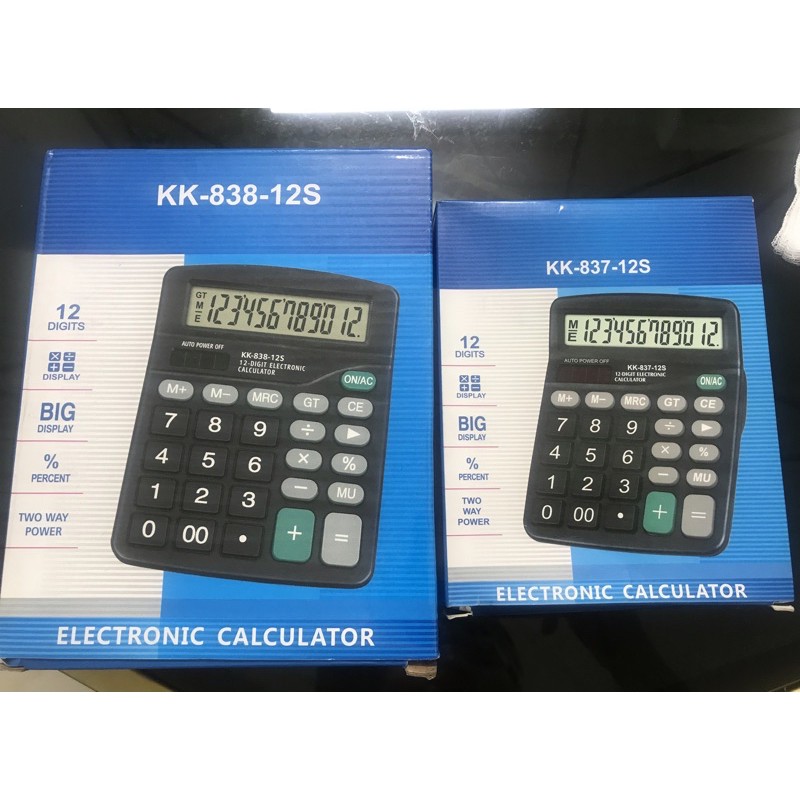 KK-838-12S
12
DIGITS
DISPLAY
BIG
DISPLAY
%
PERCENT
TWO WAY
POWER
GT
M
E
123456789012.
AUTO POWER OFF
KK-838-12S
12-DIGIT ELECTRONIC
CALCULATOR
ON/AC
M+ M− MRC GT CE
7 8 9 ÷ ▶
4 5 6 × %
1 2 3 − MU
0 00 • + =
ELECTRONIC CALCULATOR
KK-837-12S
12
DIGITS
DISPLAY
BIG
DISPLAY
%
PERCENT
TWO
WAY
POWER
M
E
123456789012.
AUTO POWER OFF
KK-837-12S
12-DIGIT ELECTRONIC
CALCULATOR
ON/AC
M+ M− MRC GT CE
7 8 9 ÷ ▶
4 5 6 × %
1 2 3 − MU
0 00 • + =
ELECTRONIC CALCULATOR